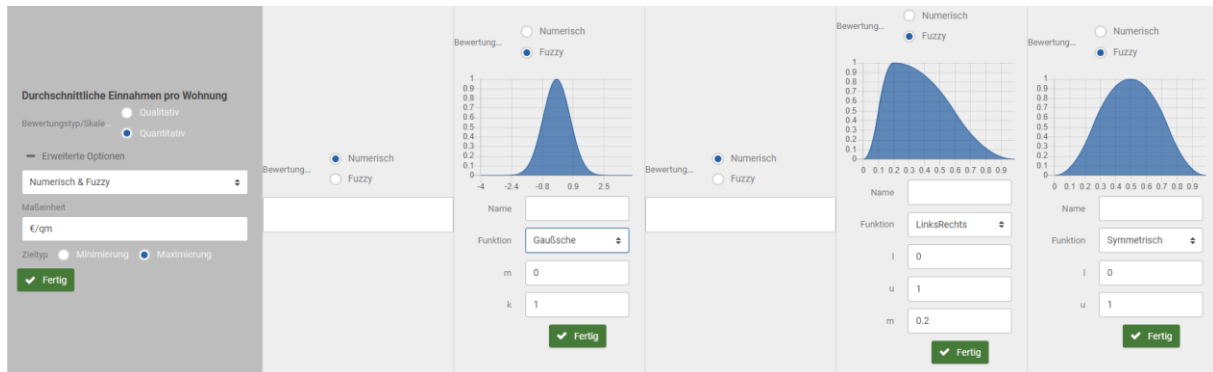 Durchschnittliche Einnahmen pro Wohnung
Bewertungstyp/Skale...
Qualitativ
Quantitativ
Erweiterte Optionen
Numerisch & Fuzzy
Maßeinheit
€/qm
Zieltyp Minimierung Maximierung
Fertig
Bewertung...
Numerisch
Fuzzy
Bewertung...
Numerisch
Fuzzy
1
0.9
0.8
0.7
0.6
0.5
0.4
0.3
0.2
0.1
0
-4 -2.4 -0.8 0.9 2.5
Name
Funktion Gaußsche
m 0
k 1
Fertig
Bewertung...
Numerisch
Fuzzy
Bewertung...
Numerisch
Fuzzy
1
0.9
0.8
0.7
0.6
0.5
0.4
0.3
0.2
0.1
0
0 0.1 0.2 0.3 0.4 0.5 0.6 0.7 0.8 0.9
Name
Funktion LinksRechts
l 0
u 1
m 0.2
Fertig
Bewertung...
Numerisch
Fuzzy
1
0.9
0.8
0.7
0.6
0.5
0.4
0.3
0.2
0.1
0
0 0.1 0.2 0.3 0.4 0.5 0.6 0.7 0.8 0.9
Name
Funktion Symmetrisch
l 0
u 1
Fertig